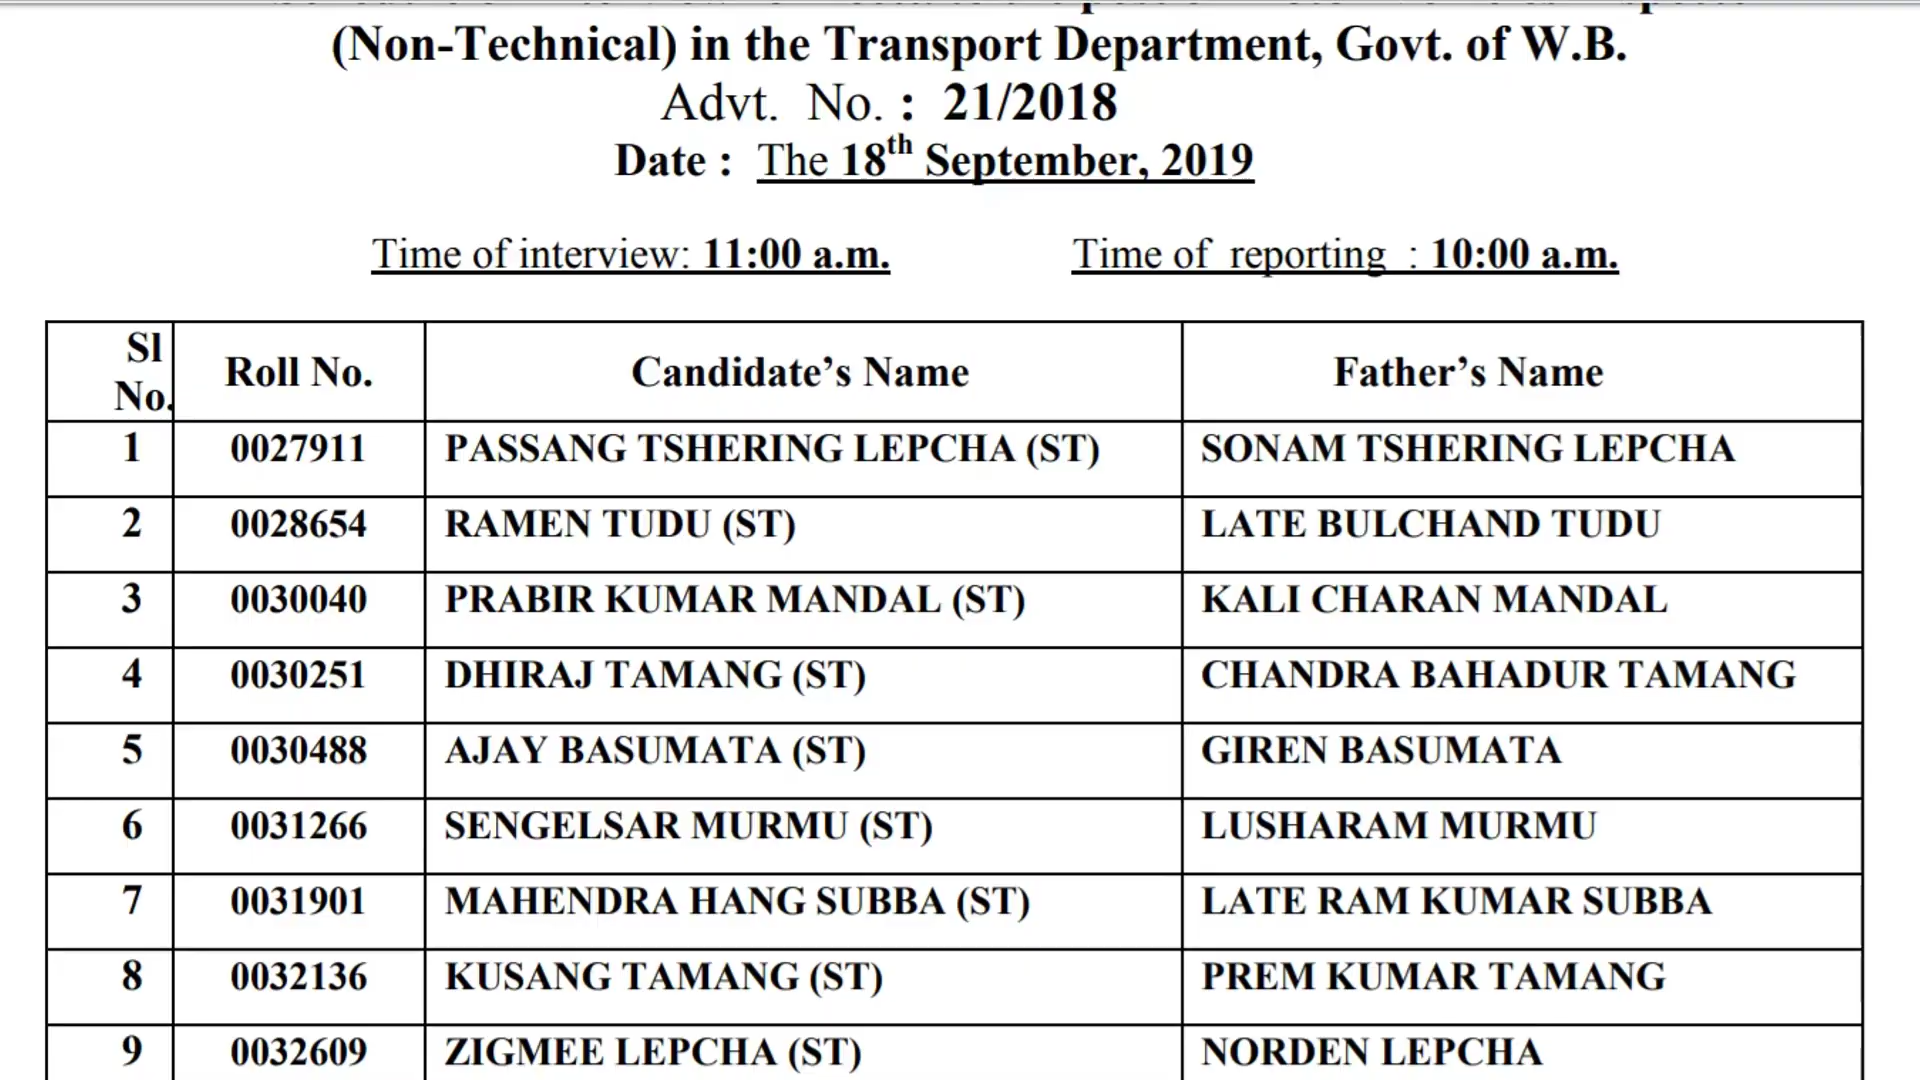 (Non-Technical) in the Transport Department, Govt. of W.B.
Advt. No. : 21/2018
Date : The 18th September, 2019
Time of interview: 11:00 a.m. Time of reporting : 10:00 a.m.
Sl No. Roll No. Candidate’s Name Father’s Name
1 0027911 PASSANG TSHERING LEPCHA (ST) SONAM TSHERING LEPCHA
2 0028654 RAMEN TUDU (ST) LATE BULCHAND TUDU
3 0030040 PRABIR KUMAR MANDAL (ST) KALI CHARAN MANDAL
4 0030251 DHIRAJ TAMANG (ST) CHANDRA BAHADUR TAMANG
5 0030488 AJAY BASUMATA (ST) GIREN BASUMATA
6 0031266 SENGELSAR MURMU (ST) LUSHARAM MURMU
7 0031901 MAHENDRA HANG SUBBA (ST) LATE RAM KUMAR SUBBA
8 0032136 KUSANG TAMANG (ST) PREM KUMAR TAMANG
9 0032609 ZIGMEE LEPCHA (ST) NORDEN LEPCHA